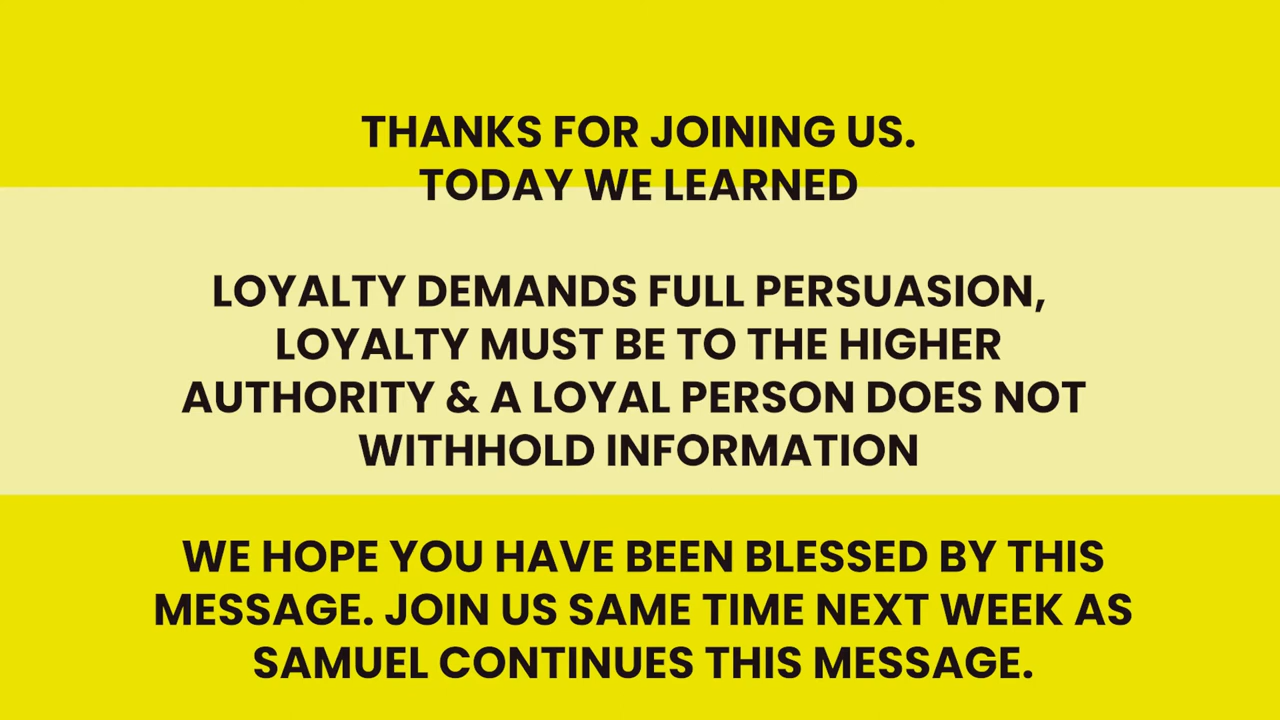 THANKS FOR JOINING US.
TODAY WE LEARNED
LOYALTY DEMANDS FULL PERSUASION,
LOYALTY MUST BE TO THE HIGHER
AUTHORITY & A LOYAL PERSON DOES NOT
WITHHOLD INFORMATION
WE HOPE YOU HAVE BEEN BLESSED BY THIS
MESSAGE. JOIN US SAME TIME NEXT WEEK AS
SAMUEL CONTINUES THIS MESSAGE.